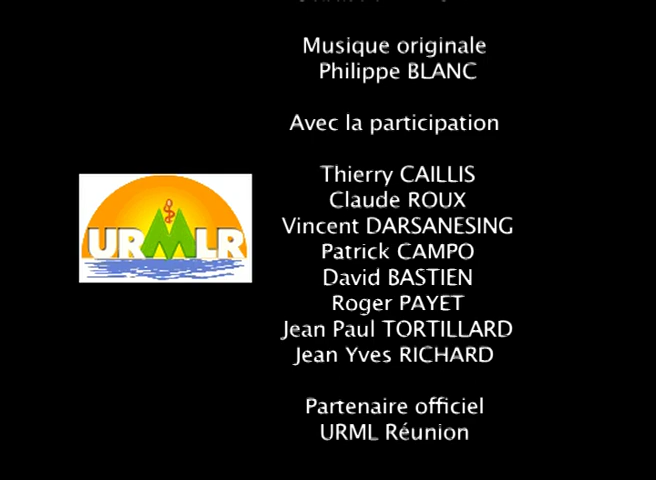 Musique originale
Philippe BLANC
Avec la participation
Thierry CAILLIS
Claude ROUX
Vincent DARSANESING
Patrick CAMPO
David BASTIEN
Roger PAYET
Jean Paul TORTILLARD
Jean Yves RICHARD
URMLR
Partenaire officiel
URML Réunion